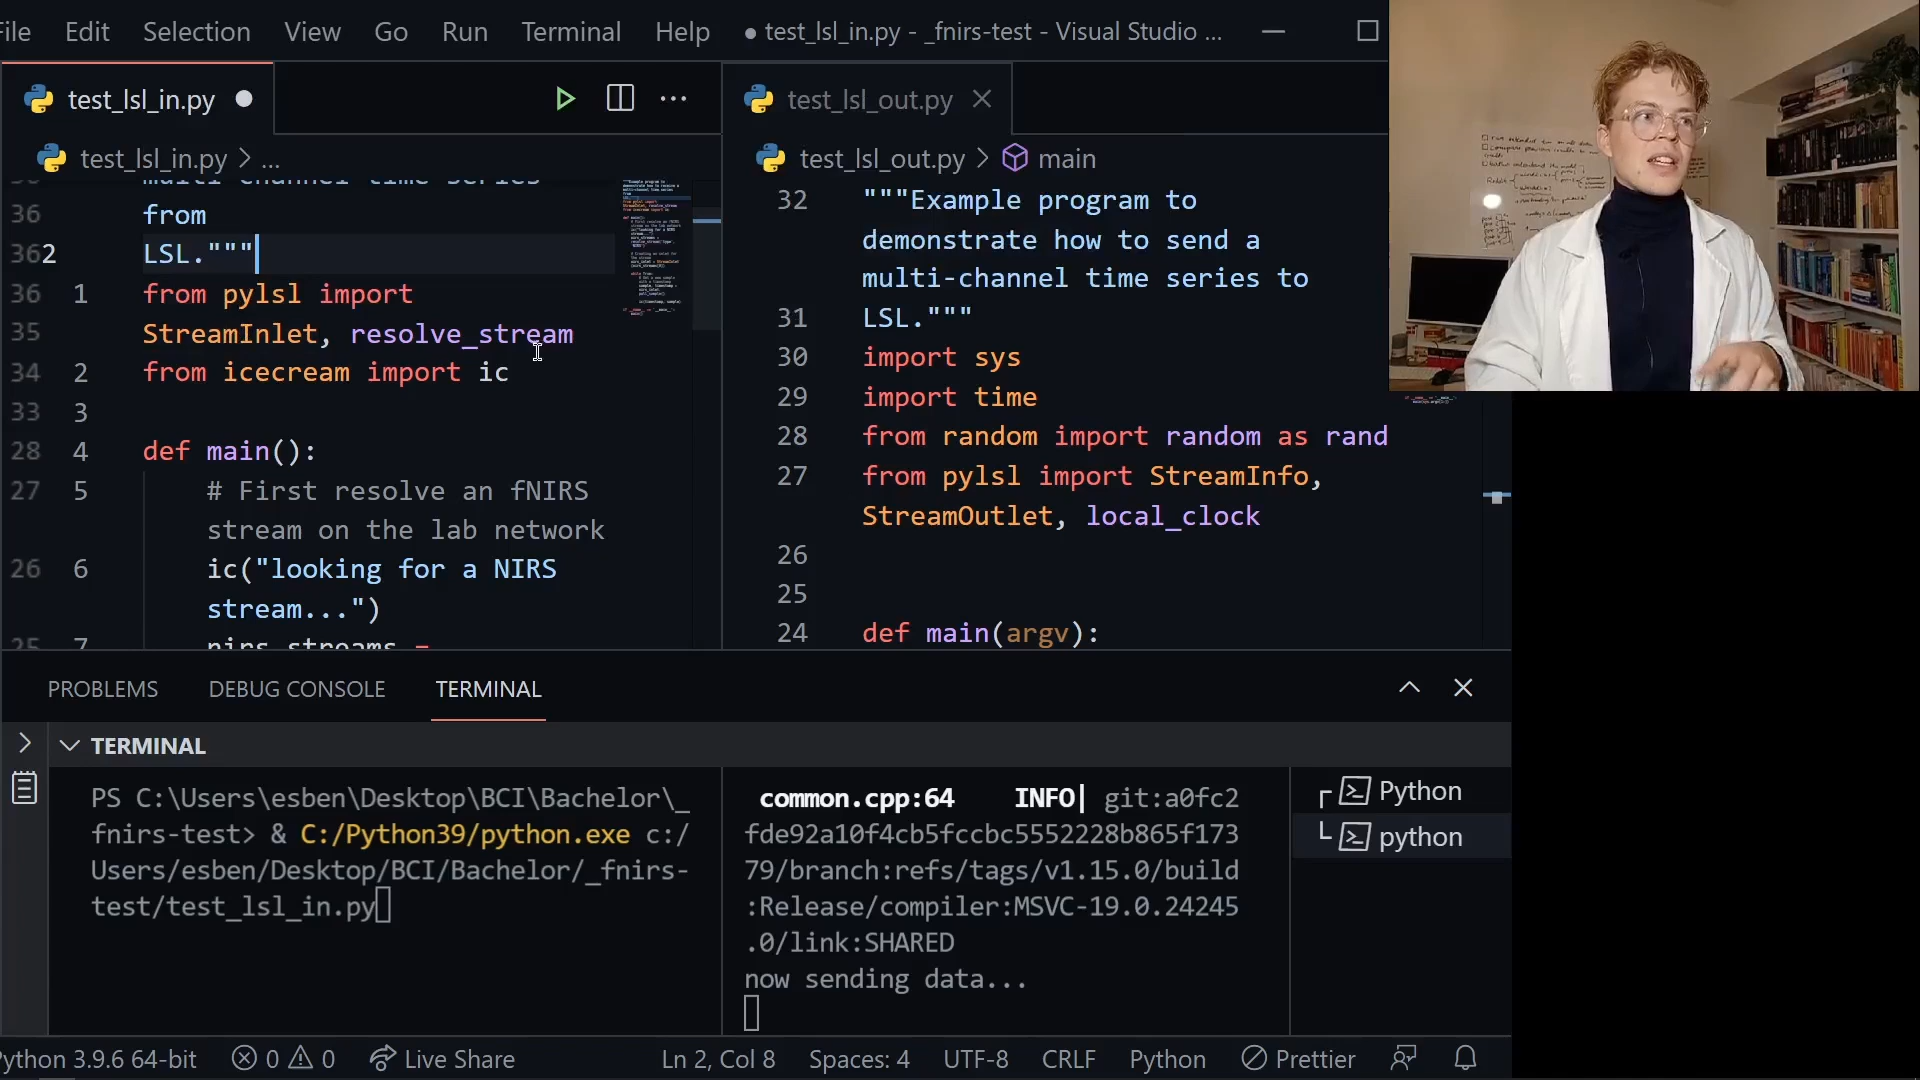 File Edit Selection View Go Run Terminal Help ● test_lsl_in.py - _fnirs-test - Visual Studio ...
test_lsl_in.py ●
test_lsl_in.py > ...
multi-channel time series
36 from
362 LSL."""
36 1 from pylsl import
35 StreamInlet, resolve_stream
34 2 from icecream import ic
33 3
28 4 def main():
27 5 # First resolve an fNIRS
stream on the lab network
26 6 ic("looking for a NIRS
stream...")
25 7 nirs_streams =
test_lsl_out.py
test_lsl_out.py > main
32 """Example program to
demonstrate how to send a
multi-channel time series to
31 LSL."""
30 import sys
29 import time
28 from random import random as rand
27 from pylsl import StreamInfo,
StreamOutlet, local_clock
26
25
24 def main(argv):
PROBLEMS DEBUG CONSOLE TERMINAL
TERMINAL
PS C:\Users\esben\Desktop\BCI\Bachelor\_
fnirs-test> & C:/Python39/python.exe c:/
Users/esben/Desktop/BCI/Bachelor/_fnirs-
test/test_lsl_in.py
common.cpp:64 INFO| git:a0fc2
fde92a10f4cb5fccbc5552228b865f173
79/branch:refs/tags/v1.15.0/build
:Release/compiler:MSVC-19.0.24245
.0/link:SHARED
now sending data...
Python
python
ython 3.9.6 64-bit 0 0 Live Share Ln 2, Col 8 Spaces: 4 UTF-8 CRLF Python Prettier